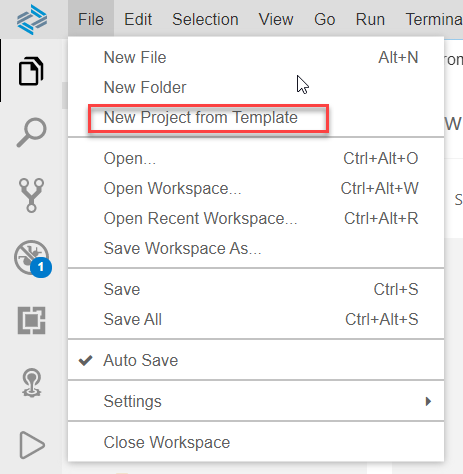 File Edit Selection View Go Run Termina
New File Alt+N
New Folder
New Project from Template
Open... Ctrl+Alt+O
Open Workspace... Ctrl+Alt+W
Open Recent Workspace... Ctrl+Alt+R
Save Workspace As...
Save Ctrl+S
Save All Ctrl+Alt+S
Auto Save
Settings
Close Workspace
1
rom
W
S